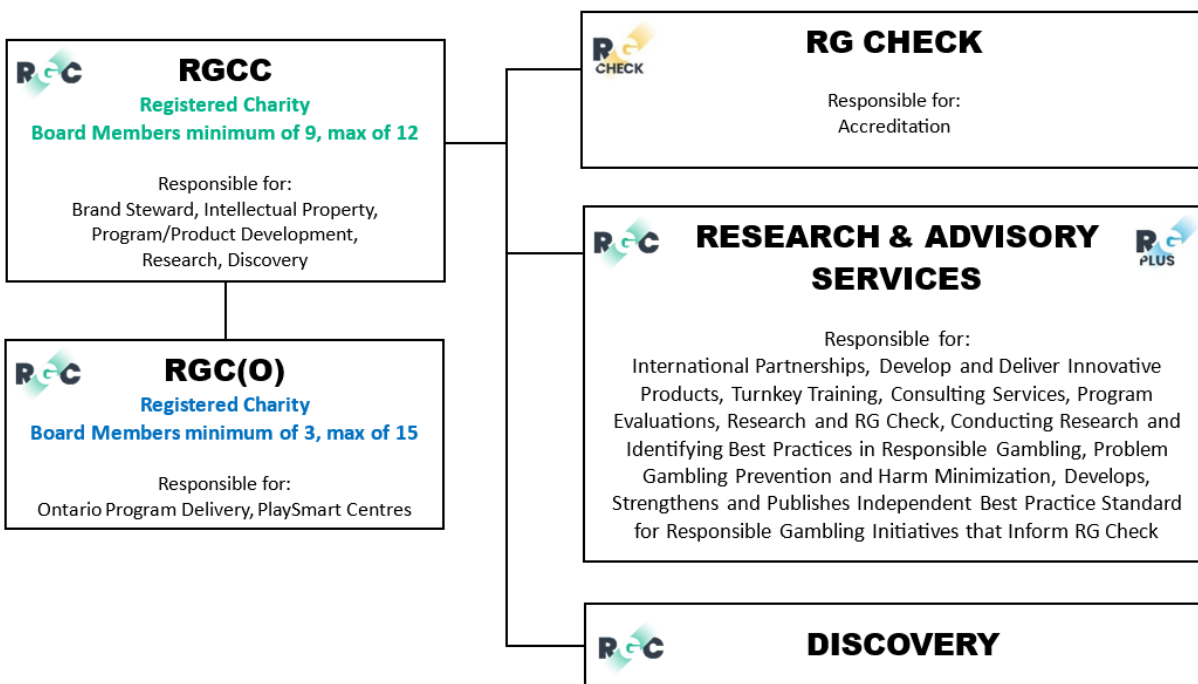 RGC
RGCC
Registered Charity
Board Members minimum of 9, max of 12
Responsible for:
Brand Steward, Intellectual Property,
Program/Product Development,
Research, Discovery
RGC
RGC(O)
Registered Charity
Board Members minimum of 3, max of 15
Responsible for:
Ontario Program Delivery, PlaySmart Centres
RG
CHECK
RG CHECK
Responsible for:
Accreditation
RGC
RESEARCH & ADVISORY
SERVICES
RG
PLUS
Responsible for:
International Partnerships, Develop and Deliver Innovative
Products, Turnkey Training, Consulting Services, Program
Evaluations, Research and RG Check, Conducting Research and
Identifying Best Practices in Responsible Gambling, Problem
Gambling Prevention and Harm Minimization, Develops,
Strengthens and Publishes Independent Best Practice Standard
for Responsible Gambling Initiatives that Inform RG Check
RGC
DISCOVERY